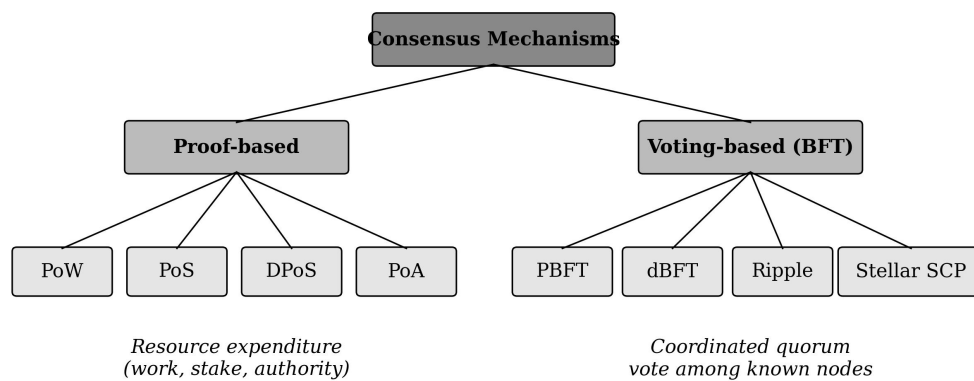 Consensus Mechanisms
Proof-based
Voting-based (BFT)
PoW
PoS
DPoS
PoA
PBFT
dBFT
Ripple
Stellar SCP
Resource expenditure
(work, stake, authority)
Coordinated quorum
vote among known nodes